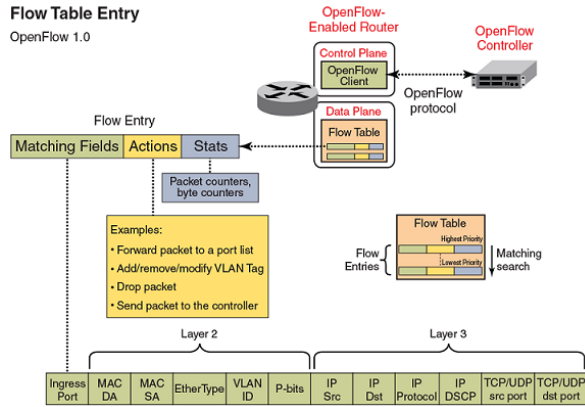 Flow Table Entry
OpenFlow 1.0
OpenFlow-
Enabled Router
Control Plane
OpenFlow
Client
OpenFlow
Controller
OpenFlow
protocol
Data Plane
Flow Table
Flow Entry
Matching Fields
Actions
Stats
Packet counters,
byte counters
Examples:
• Forward packet to a port list
• Add/remove/modify VLAN Tag
• Drop packet
• Send packet to the controller
Flow Table
Highest Priority
Lowest Priority
Flow
Entries
Matching
search
Layer 2
Layer 3
Ingress
Port
MAC
DA
MAC
SA
EtherType
VLAN
ID
P-bits
IP
Src
IP
Dst
IP
Protocol
IP
DSCP
TCP/UDP
src port
TCP/UDP
dst port